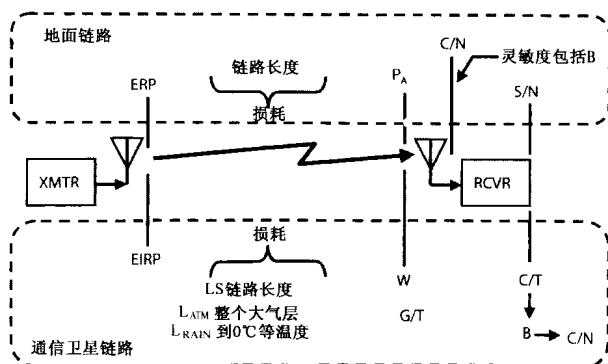 地面链路
C/N
灵敏度包括B
链路长度
ERP
P_A
S/N
损耗
XMTR
RCVR
损耗
EIRP
LS链路长度
W
C/T
L_ATM 整个大气层
G/T
L_RAIN 到0℃等温度
B
C/N
通信卫星链路